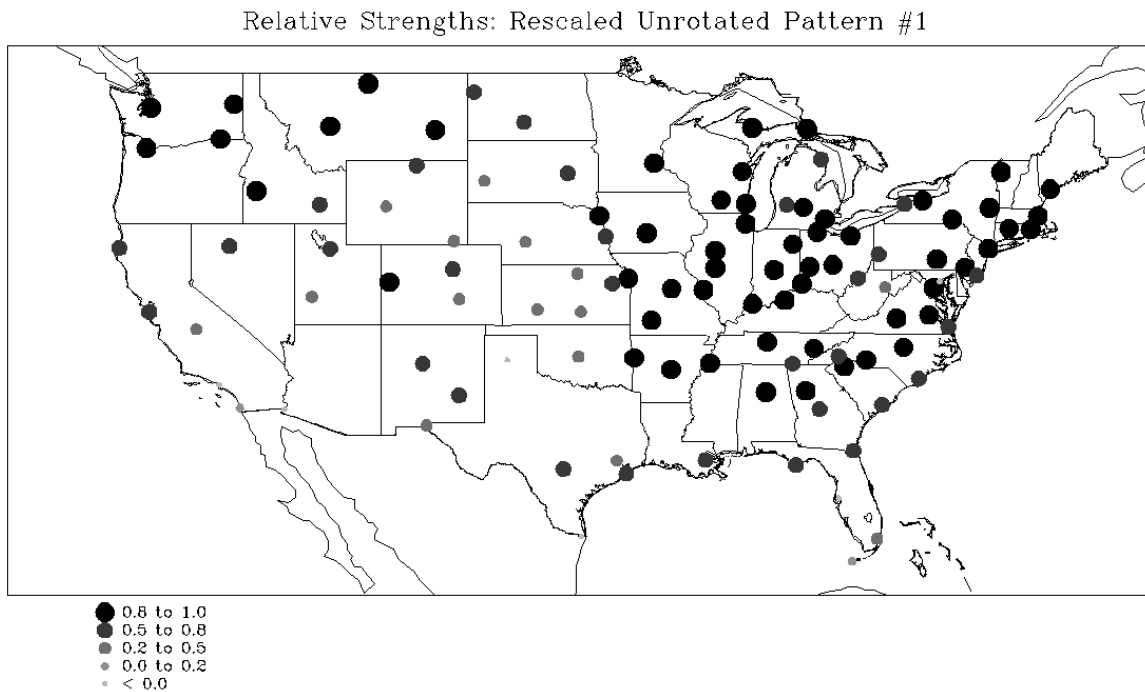 Relative Strengths: Rescaled Unrotated Pattern #1
0.8 to 1.0
0.5 to 0.8
0.2 to 0.5
0.0 to 0.2
< 0.0